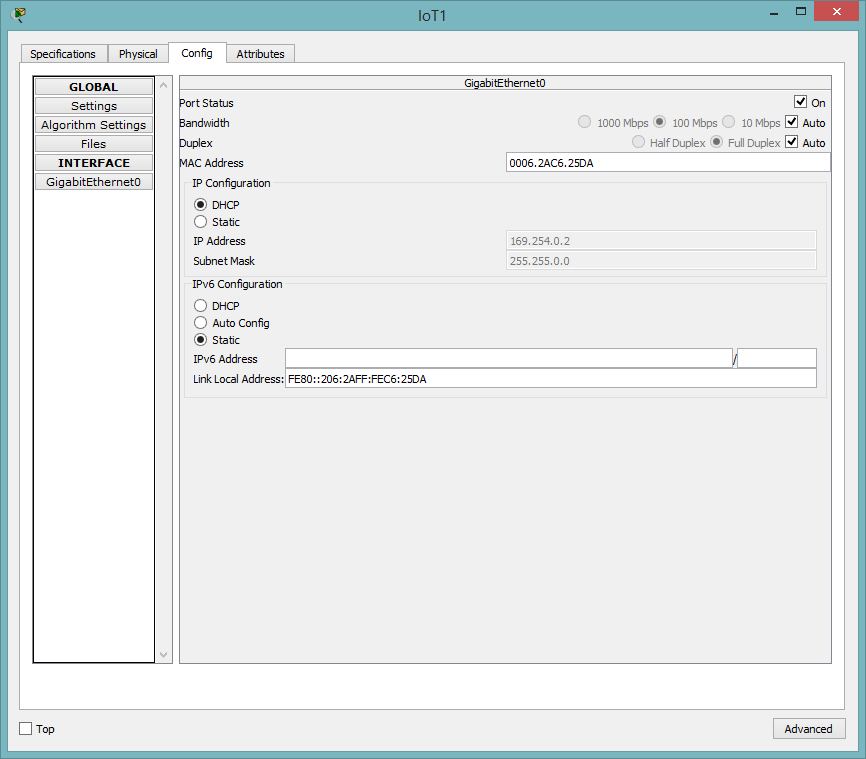 IoT1
Specifications Physical Config Attributes
GLOBAL
Settings
Algorithm Settings
Files
INTERFACE
GigabitEthernet0
GigabitEthernet0
Port Status On
Bandwidth 1000 Mbps 100 Mbps 10 Mbps Auto
Duplex Half Duplex Full Duplex Auto
MAC Address 0006.2AC6.25DA
IP Configuration
DHCP
Static
IP Address 169.254.0.2
Subnet Mask 255.255.0.0
IPv6 Configuration
DHCP
Auto Config
Static
IPv6 Address /
Link Local Address: FE80::206:2AFF:FEC6:25DA
Top Advanced